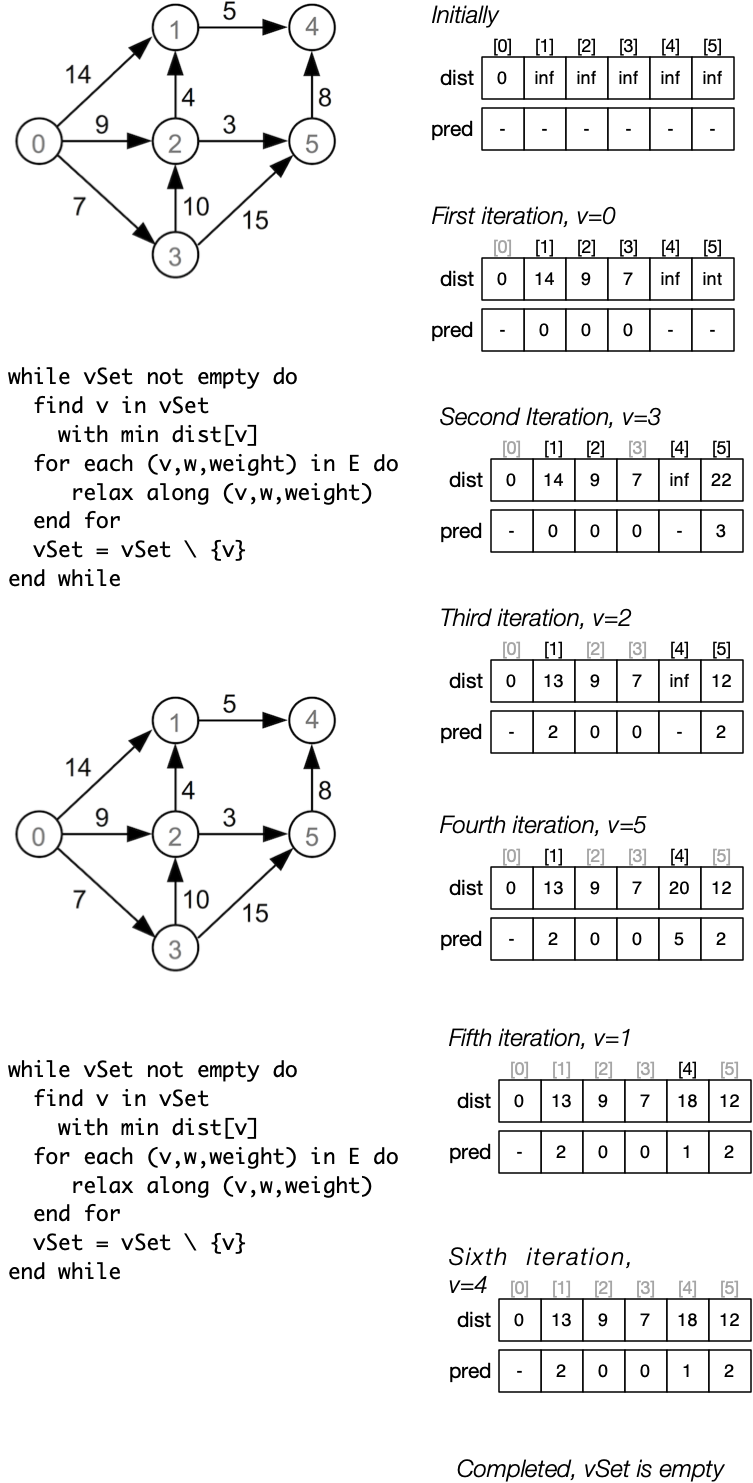 1 5 4
14 4 8
9 3
0 2 5
7 10 15
3
while vSet not empty do
find v in vSet
with min dist[v]
for each (v,w,weight) in E do
relax along (v,w,weight)
end for
vSet = vSet \ {v}
end while
1 5 4
14 4 8
9 3
0 2 5
7 10 15
3
while vSet not empty do
find v in vSet
with min dist[v]
for each (v,w,weight) in E do
relax along (v,w,weight)
end for
vSet = vSet \ {v}
end while
Initially
[0] [1] [2] [3] [4] [5]
dist 0 inf inf inf inf inf
pred - - - - - -
First iteration, v=0
[0] [1] [2] [3] [4] [5]
dist 0 14 9 7 inf int
pred - 0 0 0 - -
Second Iteration, v=3
[0] [1] [2] [3] [4] [5]
dist 0 14 9 7 inf 22
pred - 0 0 0 - 3
Third iteration, v=2
[0] [1] [2] [3] [4] [5]
dist 0 13 9 7 inf 12
pred - 2 0 0 - 2
Fourth iteration, v=5
[0] [1] [2] [3] [4] [5]
dist 0 13 9 7 20 12
pred - 2 0 0 5 2
Fifth iteration, v=1
[0] [1] [2] [3] [4] [5]
dist 0 13 9 7 18 12
pred - 2 0 0 1 2
Sixth iteration,
v=4 [0] [1] [2] [3] [4] [5]
dist 0 13 9 7 18 12
pred - 2 0 0 1 2
Completed, vSet is empty